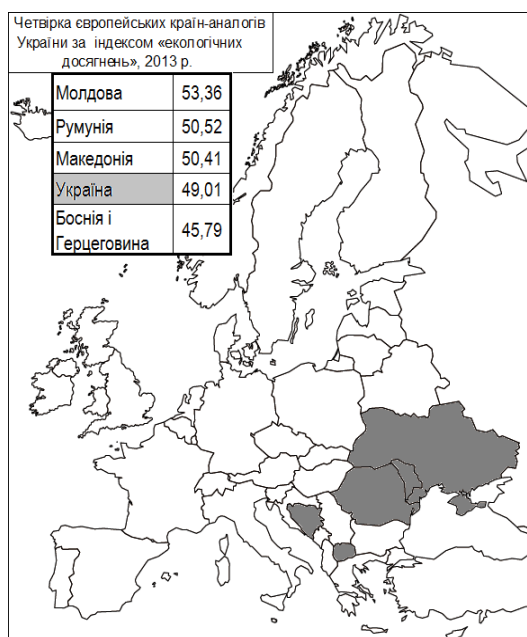 Четвірка європейських країн-аналогів
України за індексом «екологічних
досягнень», 2013 р.
Молдова 53,36
Румунія 50,52
Македонія 50,41
Україна 49,01
Боснія і
Герцеговина 45,79